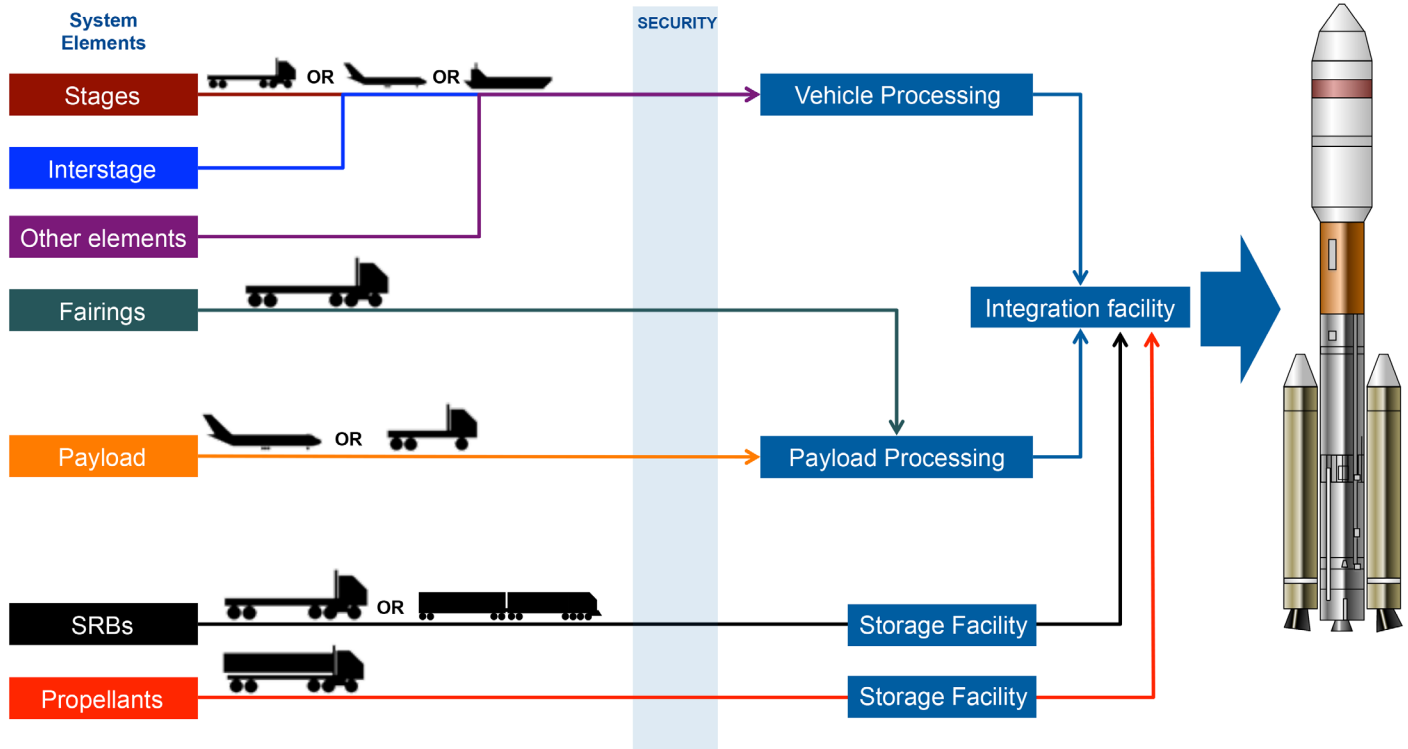 System
Elements
SECURITY
Stages
OR
OR
Vehicle Processing
Interstage
Other elements
Fairings
Integration facility
Payload
OR
Payload Processing
SRBs
OR
Storage Facility
Propellants
Storage Facility